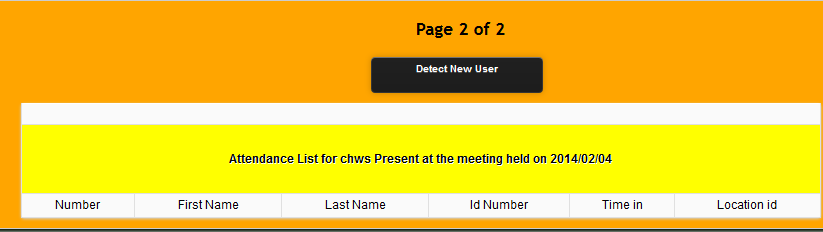 Page 2 of 2
Detect New User
Attendance List for chws Present at the meeting held on 2014/02/04
Number First Name Last Name Id Number Time in Location id